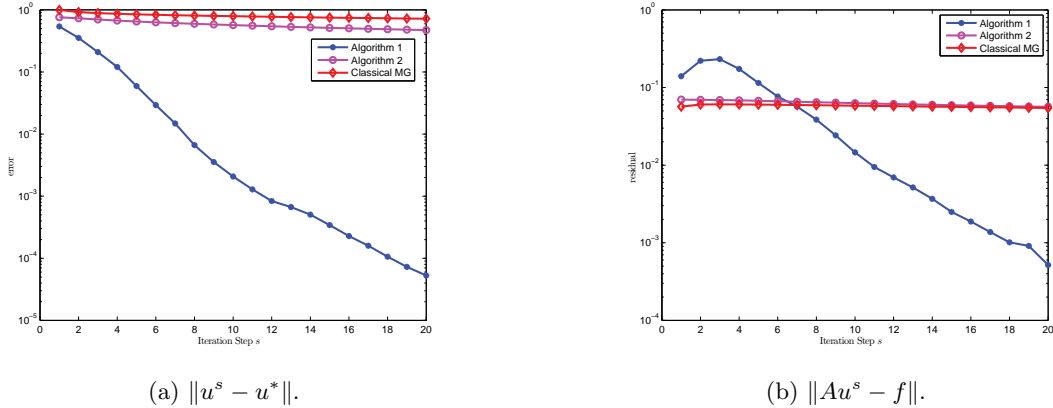 10^0
10^{-1}
10^{-2}
10^{-3}
10^{-4}
10^{-5}
error
0 2 4 6 8 10 12 14 16 18 20
Iteration Step s
Algorithm 1
Algorithm 2
Classical MG
(a) ‖u^s − u^*‖.
10^0
10^{-1}
10^{-2}
10^{-3}
10^{-4}
residual
0 2 4 6 8 10 12 14 16 18 20
Iteration Step s
Algorithm 1
Algorithm 2
Classical MG
(b) ‖Au^s − f‖.